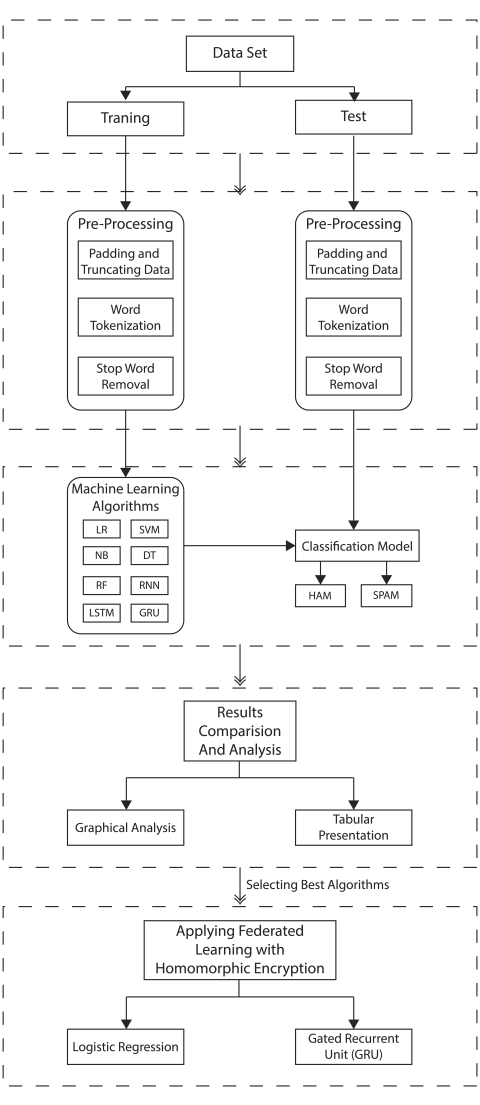 Data Set
Traning
Test
Pre-Processing
Padding and
Truncating Data
Word
Tokenization
Stop Word
Removal
Pre-Processing
Padding and
Truncating Data
Word
Tokenization
Stop Word
Removal
Machine Learning
Algorithms
LR
SVM
NB
DT
RF
RNN
LSTM
GRU
Classification Model
HAM
SPAM
Results
Comparision
And Analysis
Graphical Analysis
Tabular
Presentation
Selecting Best Algorithms
Applying Federated
Learning with
Homomorphic Encryption
Logistic Regression
Gated Recurrent
Unit (GRU)